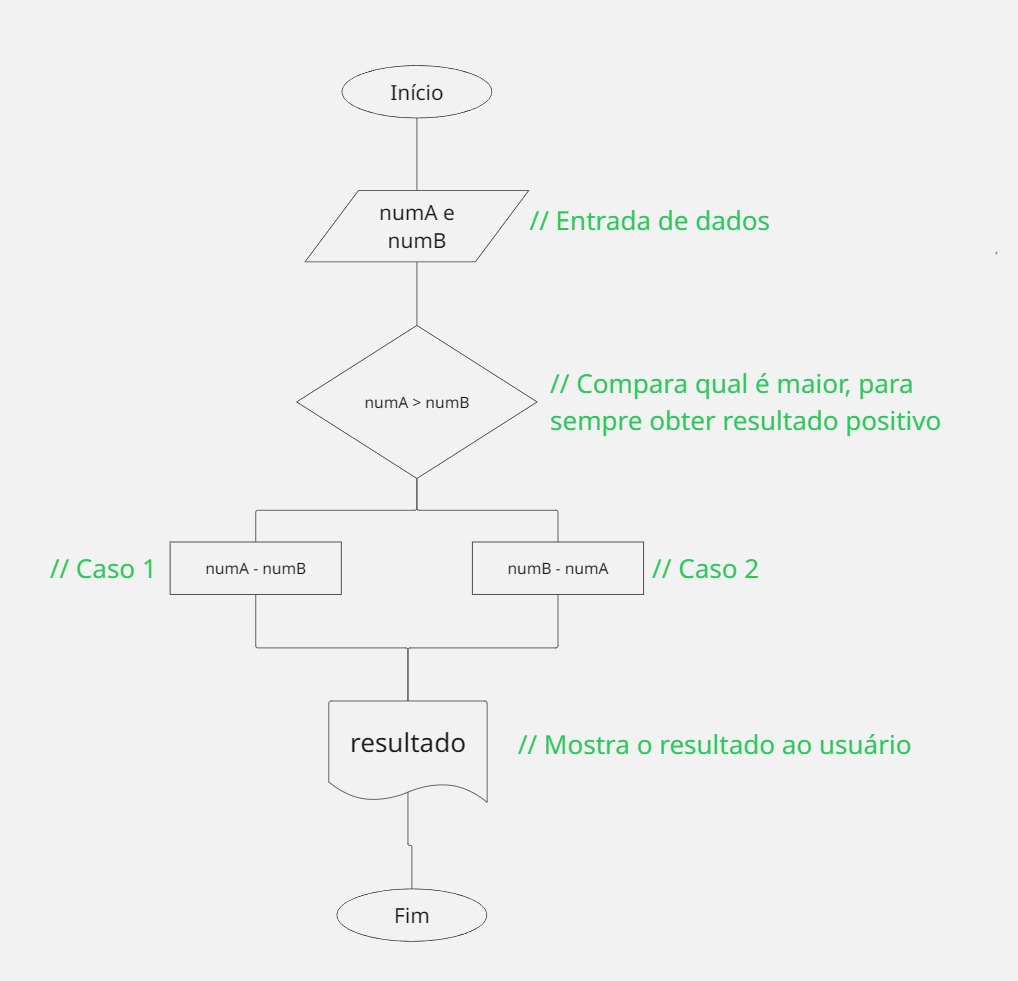 Início
numA e
numB
// Entrada de dados
numA > numB
// Compara qual é maior, para
sempre obter resultado positivo
// Caso 1
numA - numB
numB - numA
// Caso 2
resultado
// Mostra o resultado ao usuário
Fim